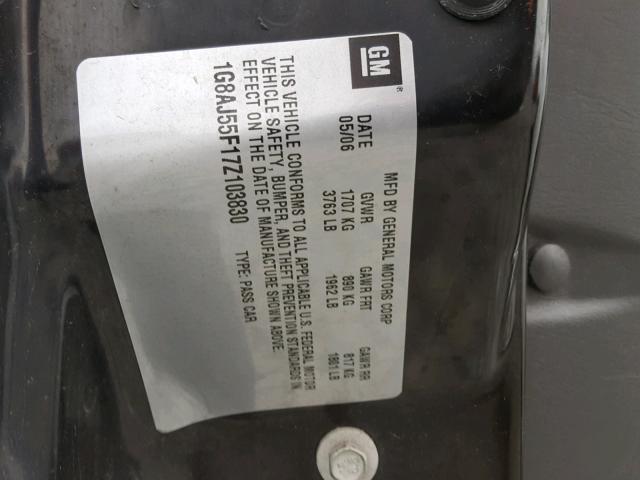 GM®
MFD BY GENERAL MOTORS CORP
DATE GVWR GAWR FRT GAWR RR
05/06 1707 KG 890 KG 817 KG
3763 LB 1962 LB 1801 LB
THIS VEHICLE CONFORMS TO ALL APPLICABLE U.S. FEDERAL MOTOR
VEHICLE SAFETY, BUMPER, AND THEFT PREVENTION STANDARDS IN
EFFECT ON THE DATE OF MANUFACTURE SHOWN ABOVE.
1G8AJ55F17Z103830 TYPE: PASS CAR